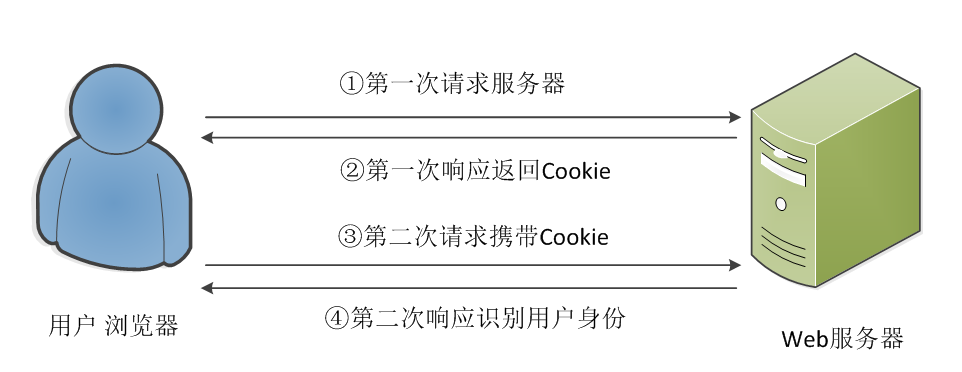 ①第一次请求服务器
②第一次响应返回Cookie
③第二次请求携带Cookie
④第二次响应识别用户身份
用户 浏览器
Web服务器